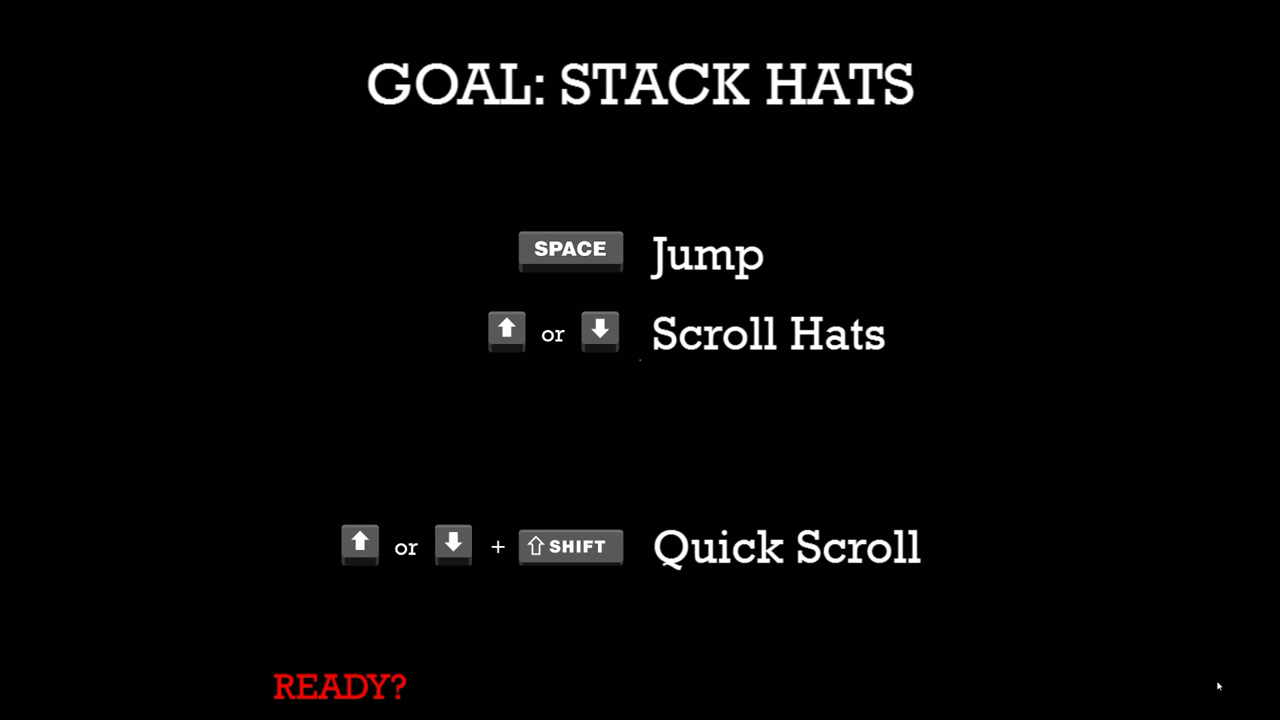 GOAL: STACK HATS
SPACE Jump
or Scroll Hats
or + SHIFT Quick Scroll
READY?